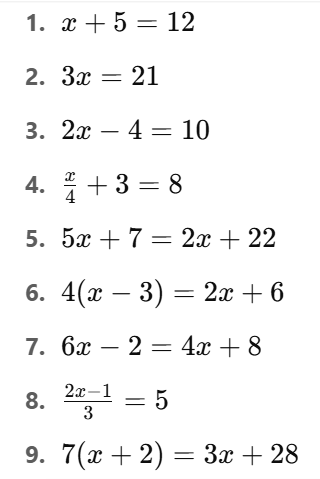 1. x + 5 = 12
2. 3x = 21
3. 2x − 4 = 10
4. x/4 + 3 = 8
5. 5x + 7 = 2x + 22
6. 4(x − 3) = 2x + 6
7. 6x − 2 = 4x + 8
8. (2x−1)/3 = 5
9. 7(x + 2) = 3x + 28